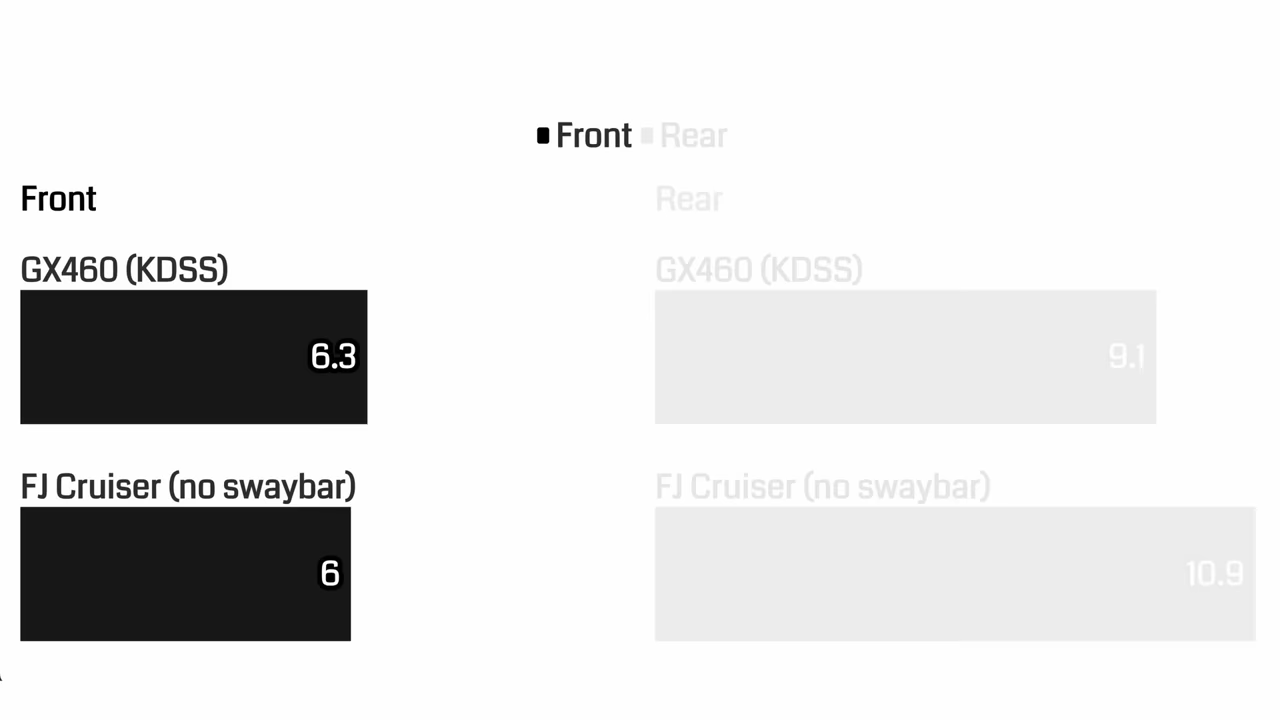 Front Rear
Front
GX460 (KDSS)
6.3
FJ Cruiser (no swaybar)
6
Rear
GX460 (KDSS)
9.1
FJ Cruiser (no swaybar)
10.9